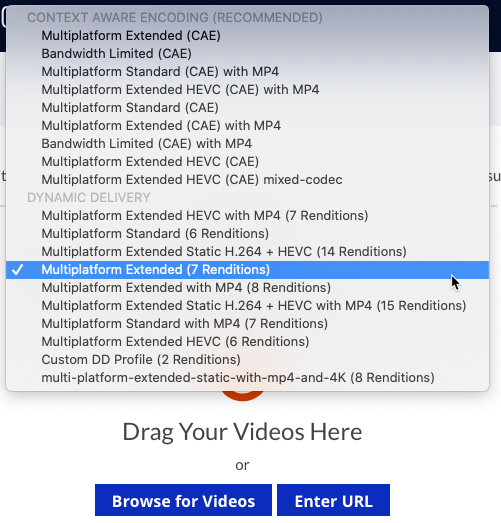 CONTEXT AWARE ENCODING (RECOMMENDED)
Multiplatform Extended (CAE)
Bandwidth Limited (CAE)
Multiplatform Standard (CAE) with MP4
Multiplatform Extended HEVC (CAE) with MP4
Multiplatform Standard (CAE)
Multiplatform Extended (CAE) with MP4
Bandwidth Limited (CAE) with MP4
Multiplatform Extended HEVC (CAE)
Multiplatform Extended HEVC (CAE) mixed-codec
DYNAMIC DELIVERY
Multiplatform Extended HEVC with MP4 (7 Renditions)
Multiplatform Standard (6 Renditions)
Multiplatform Extended Static H.264 + HEVC (14 Renditions)
✓ Multiplatform Extended (7 Renditions)
Multiplatform Extended with MP4 (8 Renditions)
Multiplatform Extended Static H.264 + HEVC with MP4 (15 Renditions)
Multiplatform Standard with MP4 (7 Renditions)
Multiplatform Extended HEVC (6 Renditions)
Custom DD Profile (2 Renditions)
multi-platform-extended-static-with-mp4-and-4K (8 Renditions)
Drag Your Videos Here
or
Browse for Videos Enter URL